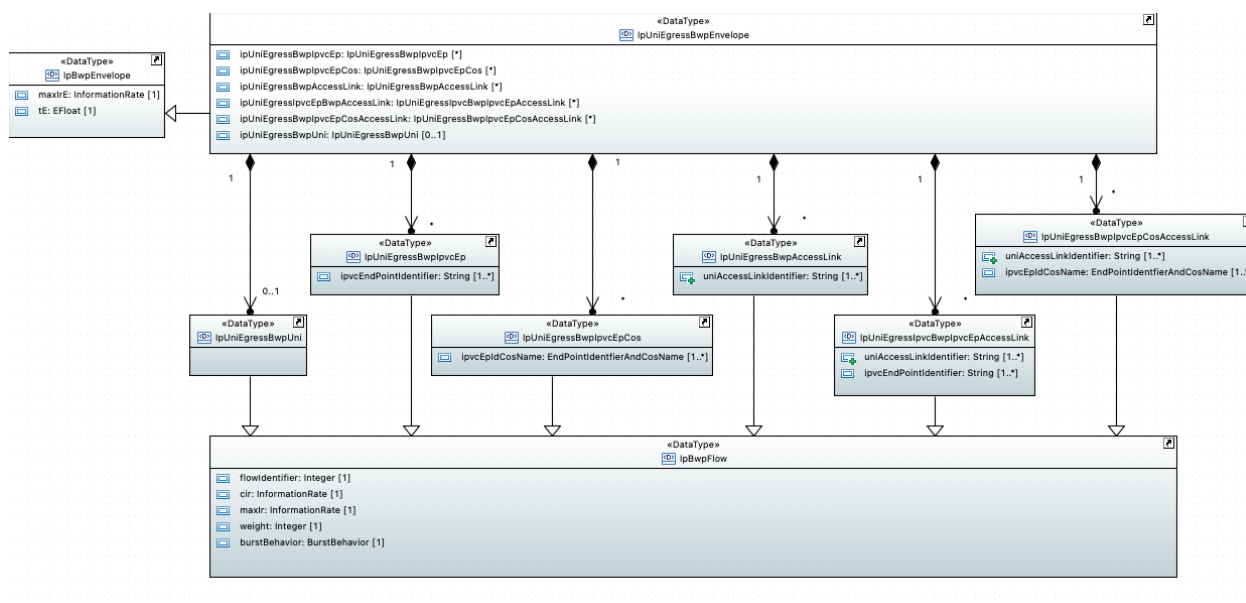 «DataType»
IpUniEgressBwpEnvelope
ipUniEgressBwpIpvcEp: IpUniEgressBwpIpvcEp [*]
ipUniEgressBwpIpvcEpCos: IpUniEgressBwpIpvcEpCos [*]
ipUniEgressBwpAccessLink: IpUniEgressBwpAccessLink [*]
ipUniEgressIpvcEpBwpAccessLink: IpUniEgressIpvcBwpIpvcEpAccessLink [*]
ipUniEgressBwpIpvcEpCosAccessLink: IpUniEgressBwpIpvcEpCosAccessLink [*]
ipUniEgressBwpUni: IpUniEgressBwpUni [0..1]
«DataType»
IpBwpEnvelope
maxIrE: InformationRate [1]
tE: EFloat [1]
1
1
1
1
1
1
*
*
*
0..1
*
*
«DataType»
IpUniEgressBwpIpvcEp
ipvcEndPointIdentifier: String [1..*]
«DataType»
IpUniEgressBwpAccessLink
uniAccessLinkIdentifier: String [1..*]
«DataType»
IpUniEgressBwpIpvcEpCosAccessLink
uniAccessLinkIdentifier: String [1..*]
ipvcEpIdCosName: EndPointIdentfierAndCosName [1..*
«DataType»
IpUniEgressBwpUni
«DataType»
IpUniEgressBwpIpvcEpCos
ipvcEpIdCosName: EndPointIdentfierAndCosName [1..*]
«DataType»
IpUniEgressIpvcBwpIpvcEpAccessLink
uniAccessLinkIdentifier: String [1..*]
ipvcEndPointIdentifier: String [1..*]
«DataType»
IpBwpFlow
flowIdentifier: Integer [1]
cir: InformationRate [1]
maxIr: InformationRate [1]
weight: Integer [1]
burstBehavior: BurstBehavior [1]